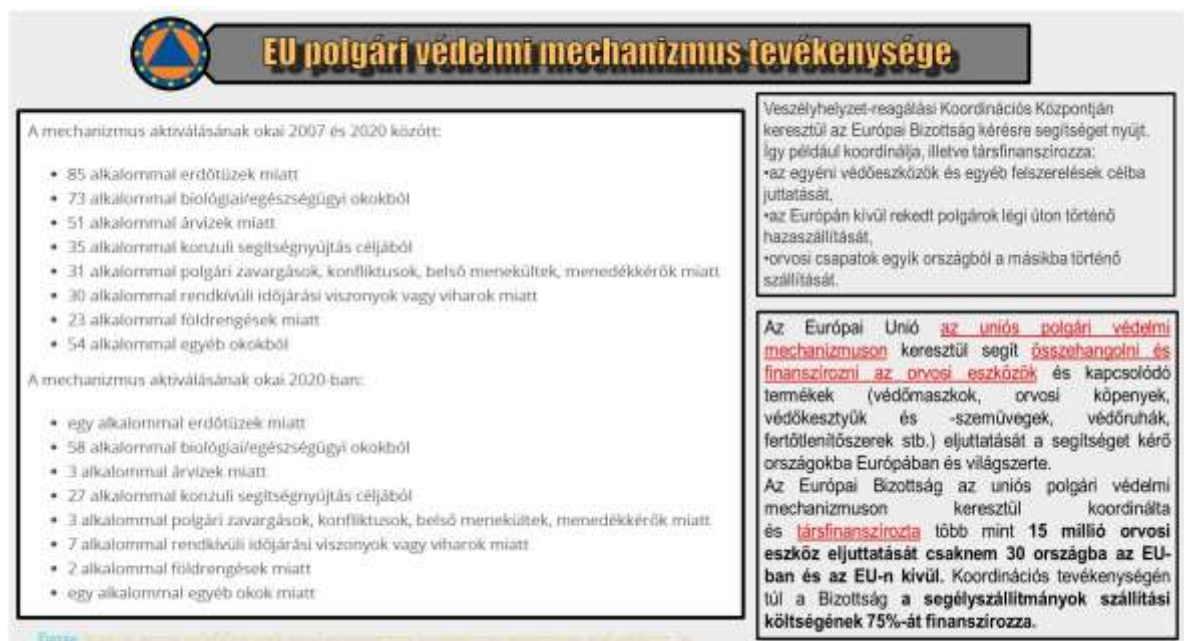 EU polgári védelmi mechanizmus tevékenysége
A mechanizmus aktiválásának okai 2007 és 2020 között:
• 85 alkalommal erdőtüzek miatt
• 73 alkalommal biológiai/egészségügyi okokból
• 51 alkalommal árvizek miatt
• 35 alkalommal konzuli segítségnyújtás céljából
• 31 alkalommal polgári zavargások, konfliktusok, belső menekültek, menedékkérők miatt
• 30 alkalommal rendkívüli időjárási viszonyok vagy viharok miatt
• 23 alkalommal földrengések miatt
• 54 alkalommal egyéb okokból
A mechanizmus aktiválásának okai 2020-ban:
• egy alkalommal erdőtüzek miatt
• 58 alkalommal biológiai/egészségügyi okokból
• 3 alkalommal árvizek miatt
• 27 alkalommal konzuli segítségnyújtás céljából
• 3 alkalommal polgári zavargások, konfliktusok, belső menekültek, menedékkérők miatt
• 7 alkalommal rendkívüli időjárási viszonyok vagy viharok miatt
• 2 alkalommal földrengések miatt
• egy alkalommal egyéb okok miatt
Veszélyhelyzet-reagálási Koordinációs Központján
keresztül az Európai Bizottság kérésre segítséget nyújt.
Így például koordinálja, illetve társfinanszírozza:
•az egyéni védőeszközök és egyéb felszerelések célba
juttatását,
•az Európán kívül rekedt polgárok légi úton történő
hazaszállítását,
•orvosi csapatok egyik országból a másikba történő
szállítását.
Az Európai Unió az uniós polgári védelmi
mechanizmuson keresztül segít összehangolni és
finanszírozni az orvosi eszközök és kapcsolódó
termékek (védőmaszkok, orvosi köpenyek,
védőkesztyűk és -szemüvegek, védőruhák,
fertőtlenítőszerek stb.) eljuttatását a segítséget kérő
országokba Európában és világszerte.
Az Európai Bizottság az uniós polgári védelmi
mechanizmuson keresztül koordinálta
és társfinanszírozta több mint 15 millió orvosi
eszköz eljuttatását csaknem 30 országba az EU-
ban és az EU-n kívül. Koordinációs tevékenységén
túl a Bizottság a segélyszállítmányok szállítási
költségének 75%-át finanszírozza.